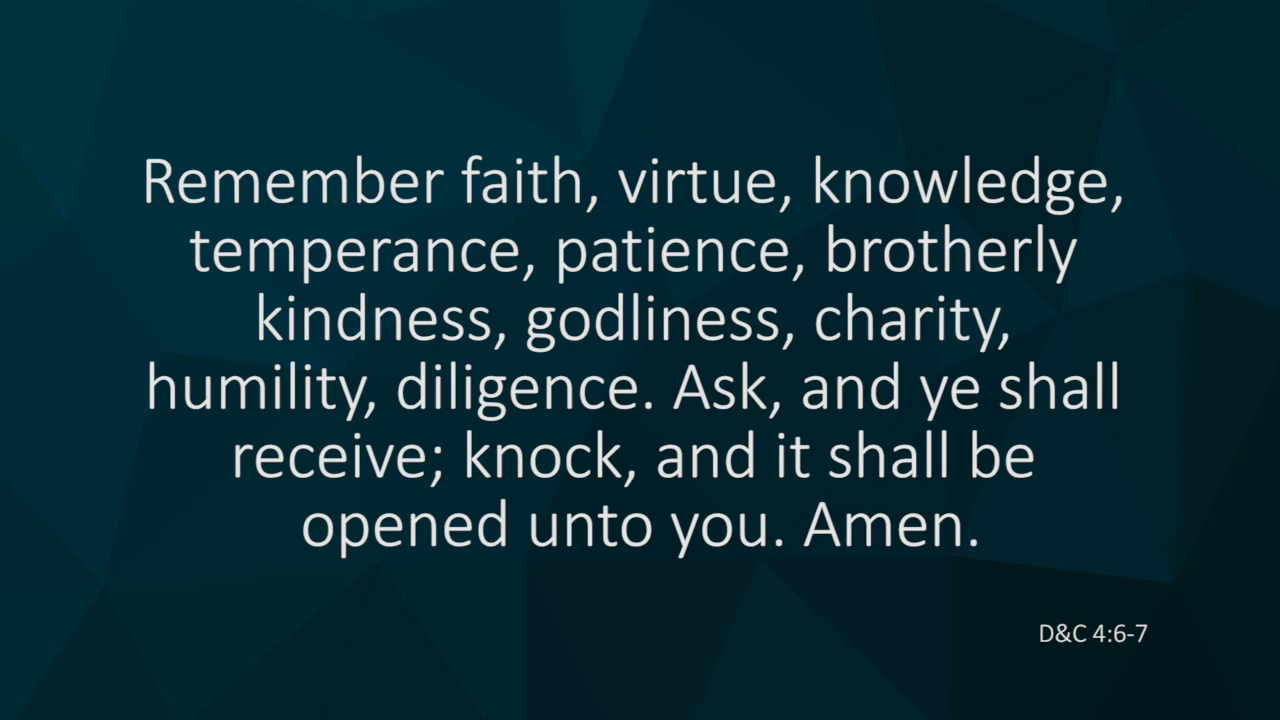 Remember faith, virtue, knowledge,
temperance, patience, brotherly
kindness, godliness, charity,
humility, diligence. Ask, and ye shall
receive; knock, and it shall be
opened unto you. Amen.
D&C 4:6-7